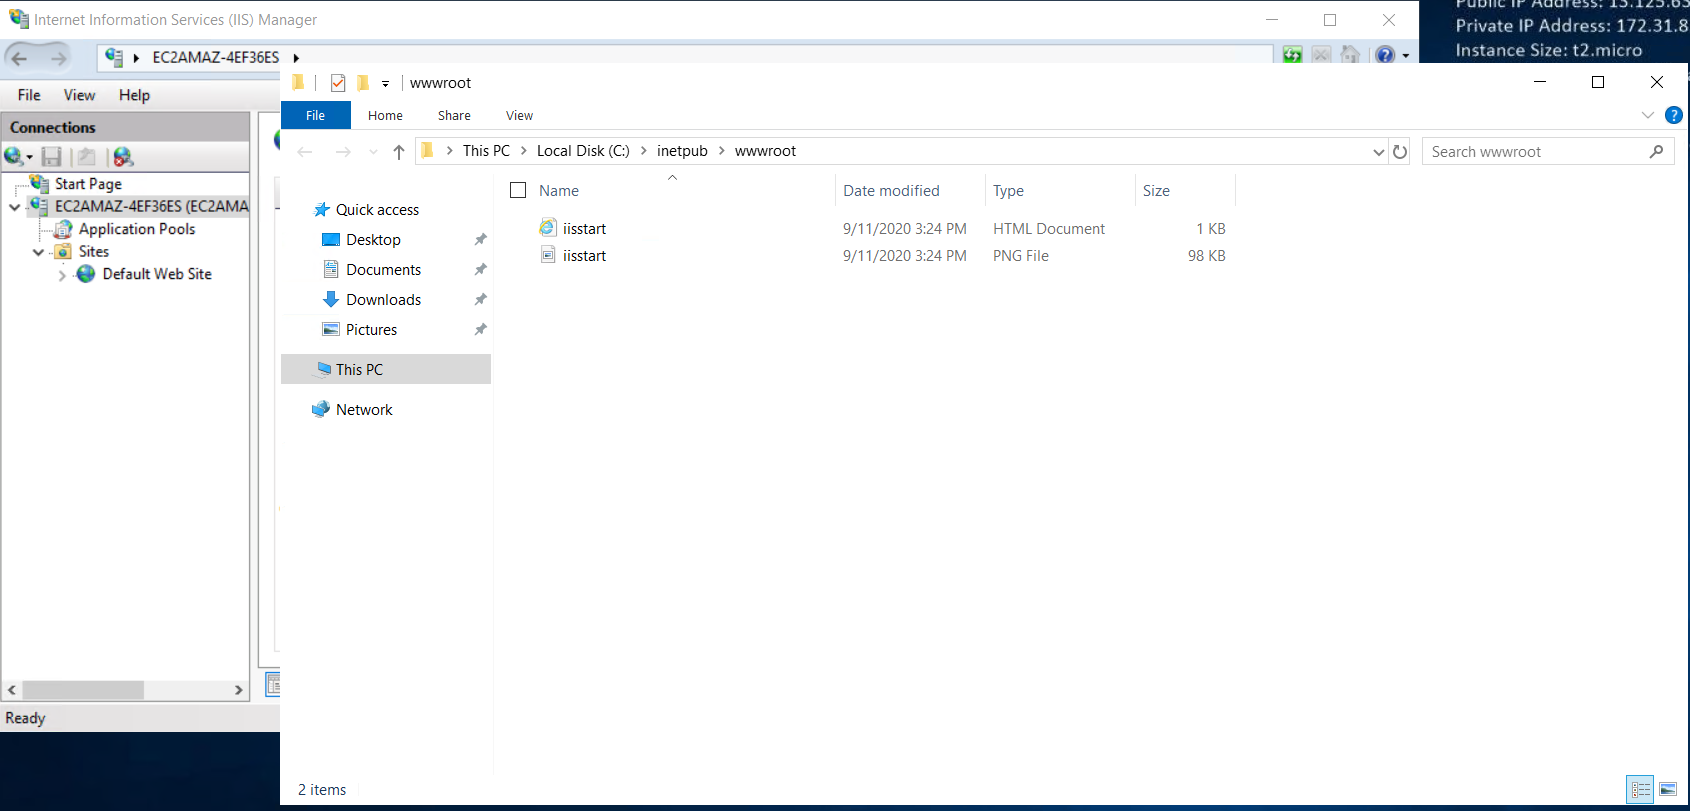 Internet Information Services (IIS) Manager
Public IP Address: 13.125.63
Private IP Address: 172.31.8
Instance Size: t2.micro
EC2AMAZ-4EF36ES
File View Help
Connections
Start Page
EC2AMAZ-4EF36ES (EC2AMA
Application Pools
Sites
Default Web Site
Ready
wwwroot
File Home Share View
This PC Local Disk (C:) inetpub wwwroot
Search wwwroot
Name Date modified Type Size
iisstart 9/11/2020 3:24 PM HTML Document 1 KB
iisstart 9/11/2020 3:24 PM PNG File 98 KB
Quick access
Desktop
Documents
Downloads
Pictures
This PC
Network
2 items